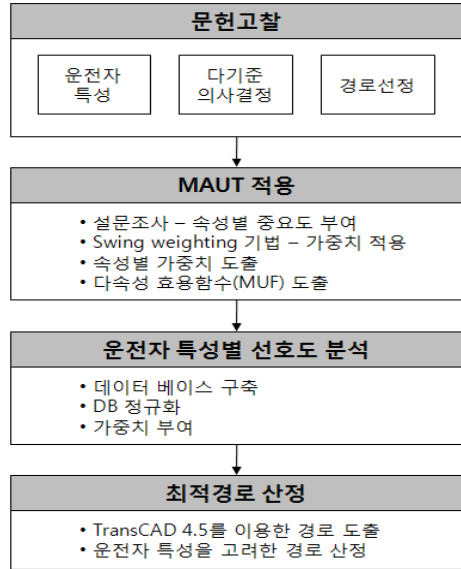 문헌고찰
운전자
특성
다기준
의사결정
경로선정
MAUT 적용
• 설문조사 – 속성별 중요도 부여
• Swing weighting 기법 – 가중치 적용
• 속성별 가중치 도출
• 다속성 효용함수(MUF) 도출
운전자 특성별 선호도 분석
• 데이터 베이스 구축
• DB 정규화
• 가중치 부여
최적경로 산정
• TransCAD 4.5를 이용한 경로 도출
• 운전자 특성을 고려한 경로 산정